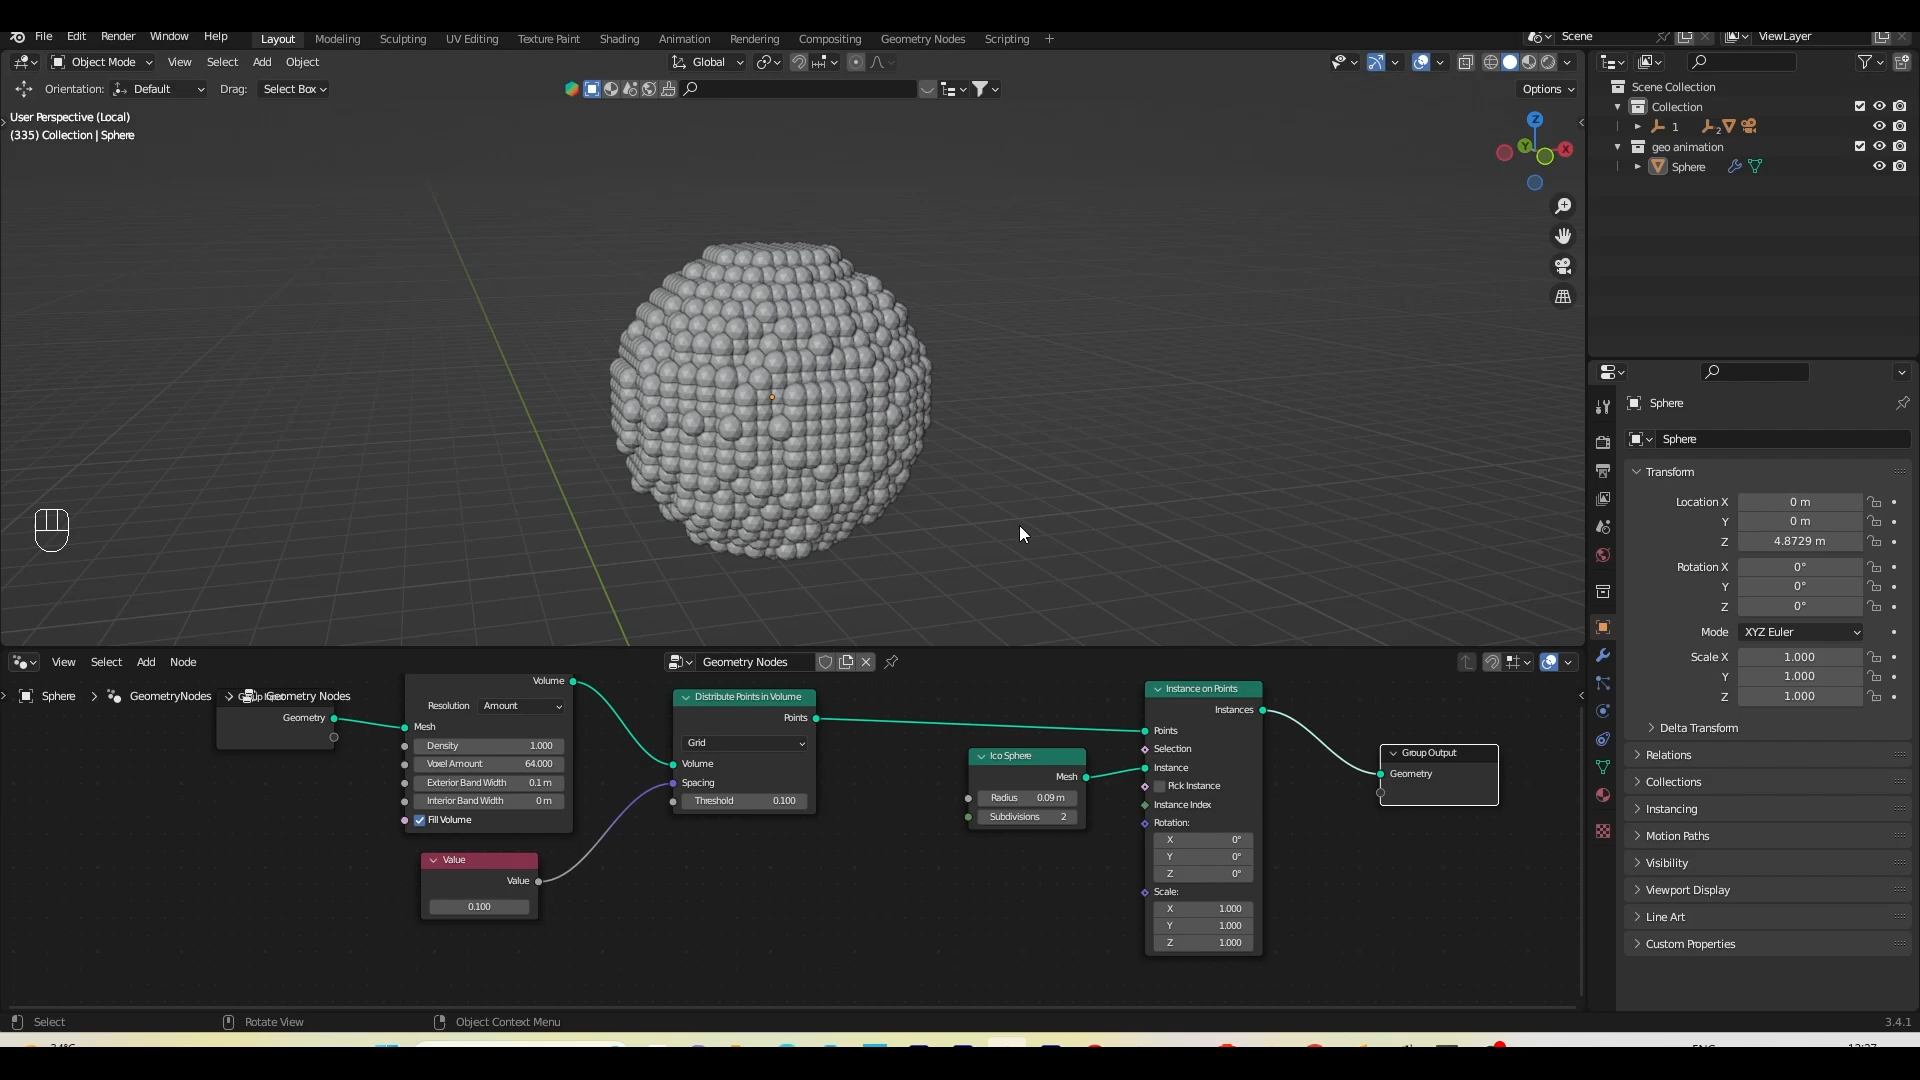 File Edit Render Window Help Layout Modeling Sculpting UV Editing Texture Paint Shading Animation Rendering Compositing Geometry Nodes Scripting + Scene ViewLayer
Object Mode View Select Add Object Global
Orientation: Default Drag: Select Box Options
User Perspective (Local)
(335) Collection | Sphere
Z
Y
X
Scene Collection
Collection
1 2
geo animation
Sphere
Sphere
Sphere
Transform
Location X 0 m
Y 0 m
Z 4.8729 m
Rotation X 0°
Y 0°
Z 0°
Mode XYZ Euler
Scale X 1.000
Y 1.000
Z 1.000
Delta Transform
Relations
Collections
Instancing
Motion Paths
Visibility
Viewport Display
Line Art
Custom Properties
View Select Add Node Geometry Nodes
Sphere > GeometryNodes > Geometry Nodes
Geometry
Volume
Resolution Amount
Mesh
Density 1.000
Voxel Amount 64.000
Exterior Band Width 0.1 m
Interior Band Width 0 m
Fill Volume
Value
Value
0.100
Distribute Points in Volume
Points
Grid
Volume
Spacing
Threshold 0.100
Ico Sphere
Mesh
Radius 0.09 m
Subdivisions 2
Instance on Points
Instances
Points
Selection
Instance
Pick Instance
Instance Index
Rotation:
X 0°
Y 0°
Z 0°
Scale:
X 1.000
Y 1.000
Z 1.000
Group Output
Geometry
Select Rotate View Object Context Menu 3.4.1